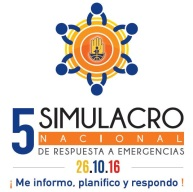 5 SIMULACRO
NACIONAL
DE RESPUESTA A EMERGENCIAS
26.10.16
¡ Me informo, planifico y respondo !